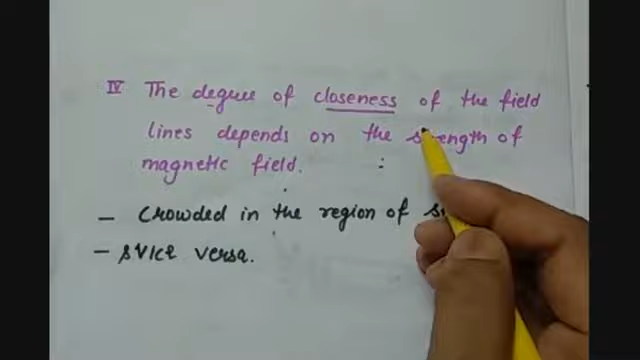 IV The degree of closeness of the field
lines depends on the strength of
magnetic field. :
- Crowded in the region of
- vice versa.